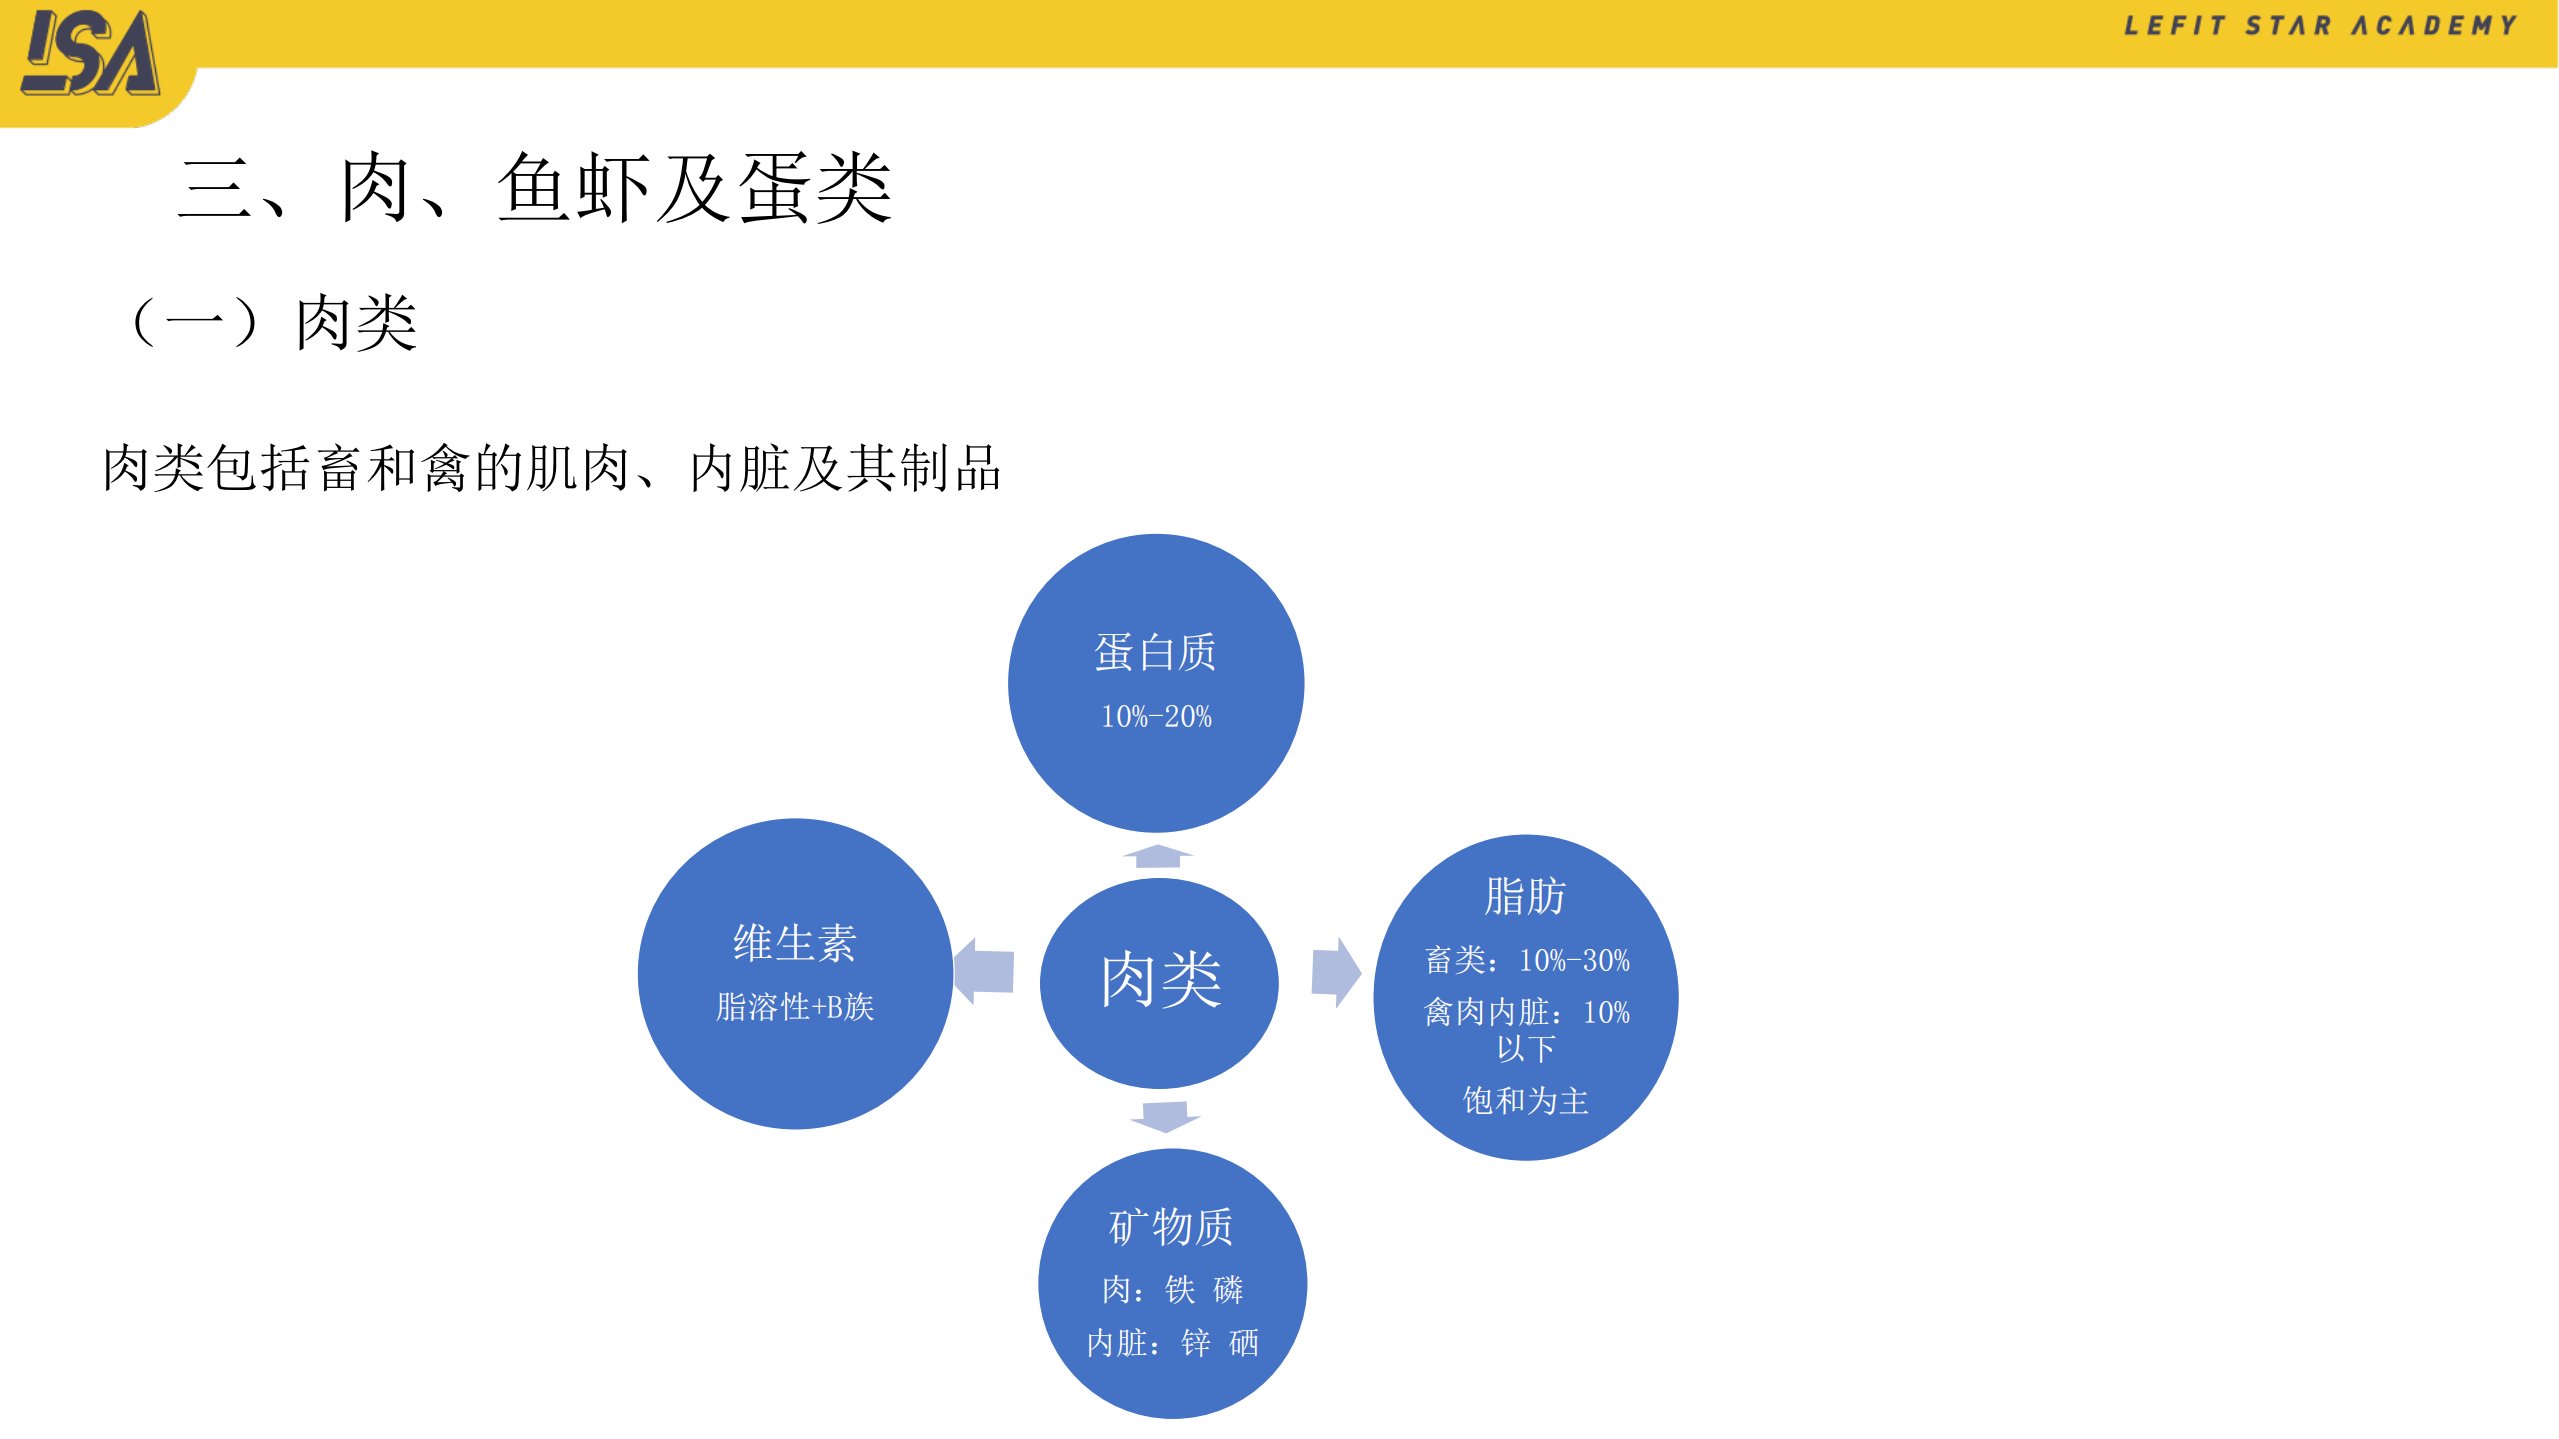 LSA
LEFIT STAR ACADEMY
三、肉、鱼虾及蛋类
（一）肉类
肉类包括畜和禽的肌肉、内脏及其制品
蛋白质
10%-20%
维生素
脂溶性+B族
肉类
脂肪
畜类：10%-30%
禽肉内脏：10%
以下
饱和为主
矿物质
肉：铁 磷
内脏：锌 硒